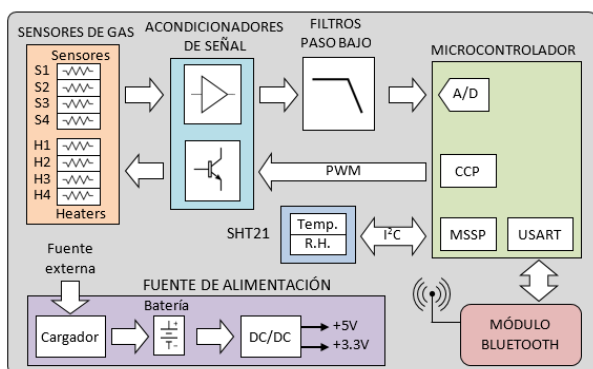 SENSORES DE GAS
ACONDICIONADORES
DE SEÑAL
FILTROS
PASO BAJO
MICROCONTROLADOR
Sensores
S1
S2
S3
S4
H1
H2
H3
H4
Heaters
A/D
PWM
CCP
SHT21
Temp.
R.H.
I²C
MSSP
USART
Fuente
externa
FUENTE DE ALIMENTACIÓN
Cargador
Batería
+
T-
DC/DC
+5V
+3.3V
MÓDULO
BLUETOOTH